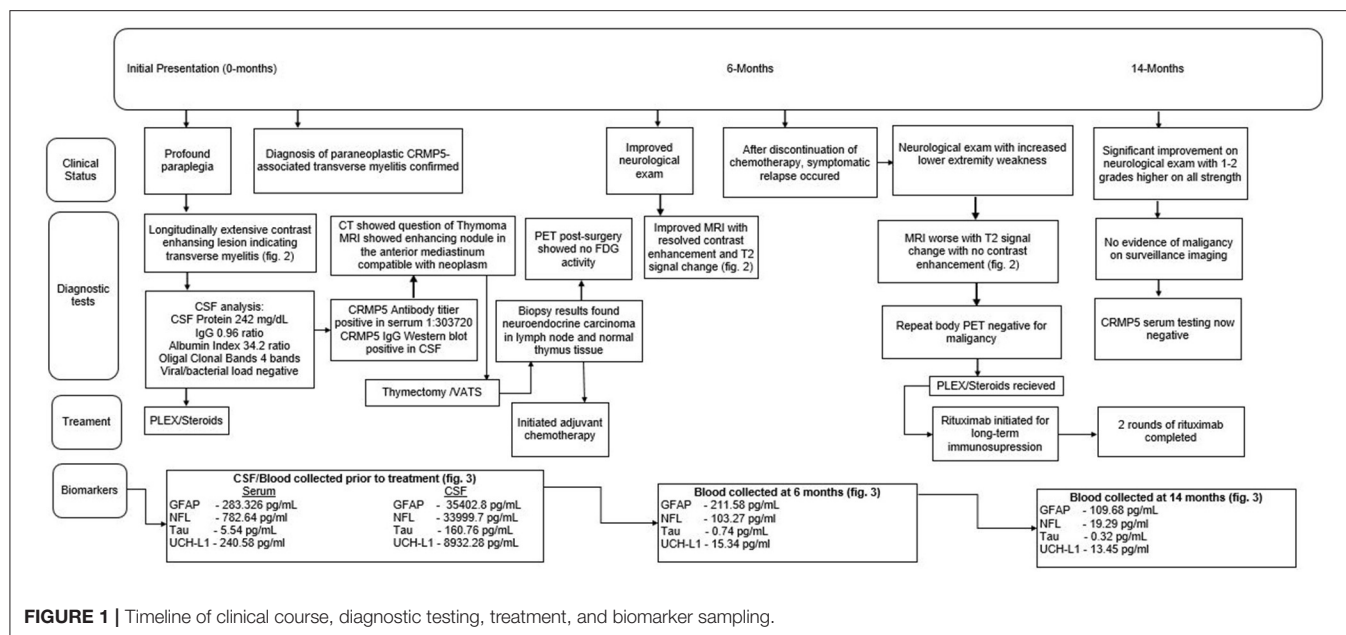 Initial Presentation (0-months)
6-Months
14-Months
Clinical
Status
Profound
paraplegia
Diagnosis of paraneoplastic CRMP5-
associated transverse myelitis confirmed
Improved
neurological
exam
After discontinuation of
chemotherapy, symptomatic
relapse occured
Neurological exam with increased
lower extremity weakness
Significant improvement on
neurological exam with 1-2
grades higher on all strength
Diagnostic
tests
Longitudinally extensive contrast
enhansing lesion indicating
transverse myelitis (fig. 2)
CT showed question of Thymoma
MRI showed enhancing nodule in
the anterior mediastinum
compatible with neoplasm
PET post-surgery
showed no FDG
activity
Improved MRI with
resolved contrast
enhancement and T2
signal change (fig. 2)
MRI worse with T2 signal
change with no contrast
enhancement (fig. 2)
No evidence of maligancy
on surveillance imaging
CSF analysis:
CSF Protein 242 mg/dL
IgG 0.96 ratio
Albumin Index 34.2 ratio
Oligal Clonal Bands 4 bands
Viral/bacterial load negative
CRMP5 Antibody titier
positive in serrum 1:303720
CRMP5 IgG Western blot
positive in CSF
Biopsy results found
neuroendocrine carcinoma
in lymph node and normal
thymus tissue
Repeat body PET negative for
maligancy
CRMP5 serum testing now
negative
Treament
PLEX/Steroids
Thymectomy /VATS
Initiated adjuvant
chemotherapy
PLEX/Steroids recieved
Rituximab initiated for
long-term
immunosupression
2 rounds of rituximab
completed
Biomarkers
CSF/Blood collected prior to treatment (fig. 3)
Serum
GFAP - 283.326 pg/mL
NFL - 782.64 pg/ml
Tau - 5.54 pg/mL
UCH-L1 - 240.58 pg/ml
CSF
GFAP - 35402.8 pg/mL
NFL - 33999.7 pg/mL
Tau - 160.76 pg/mL
UCH-L1 - 8932.28 pg/mL
Blood collected at 6 months (fig. 3)
GFAP - 211.58 pg/mL
NFL - 103.27 pg/mL
Tau - 0.74 pg/mL
UCH-L1 - 15.34 pg/ml
Blood collected at 14 months (fig. 3)
GFAP - 109.68 pg/mL
NFL - 19.29 pg/mL
Tau - 0.32 pg/mL
UCH-L1 - 13.45 pg/ml
FIGURE 1 | Timeline of clinical course, diagnostic testing, treatment, and biomarker sampling.